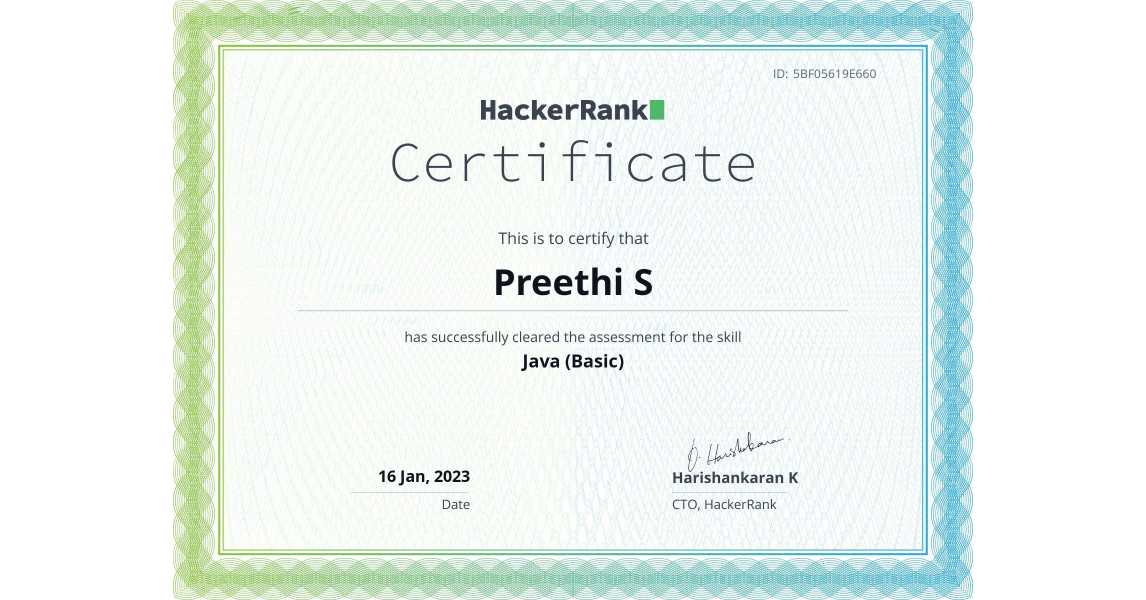 ID: 5BF05619E660
HackerRank
Certificate
This is to certify that
Preethi S
has successfully cleared the assessment for the skill
Java (Basic)
16 Jan, 2023
Date
Harishankaran K
CTO, HackerRank